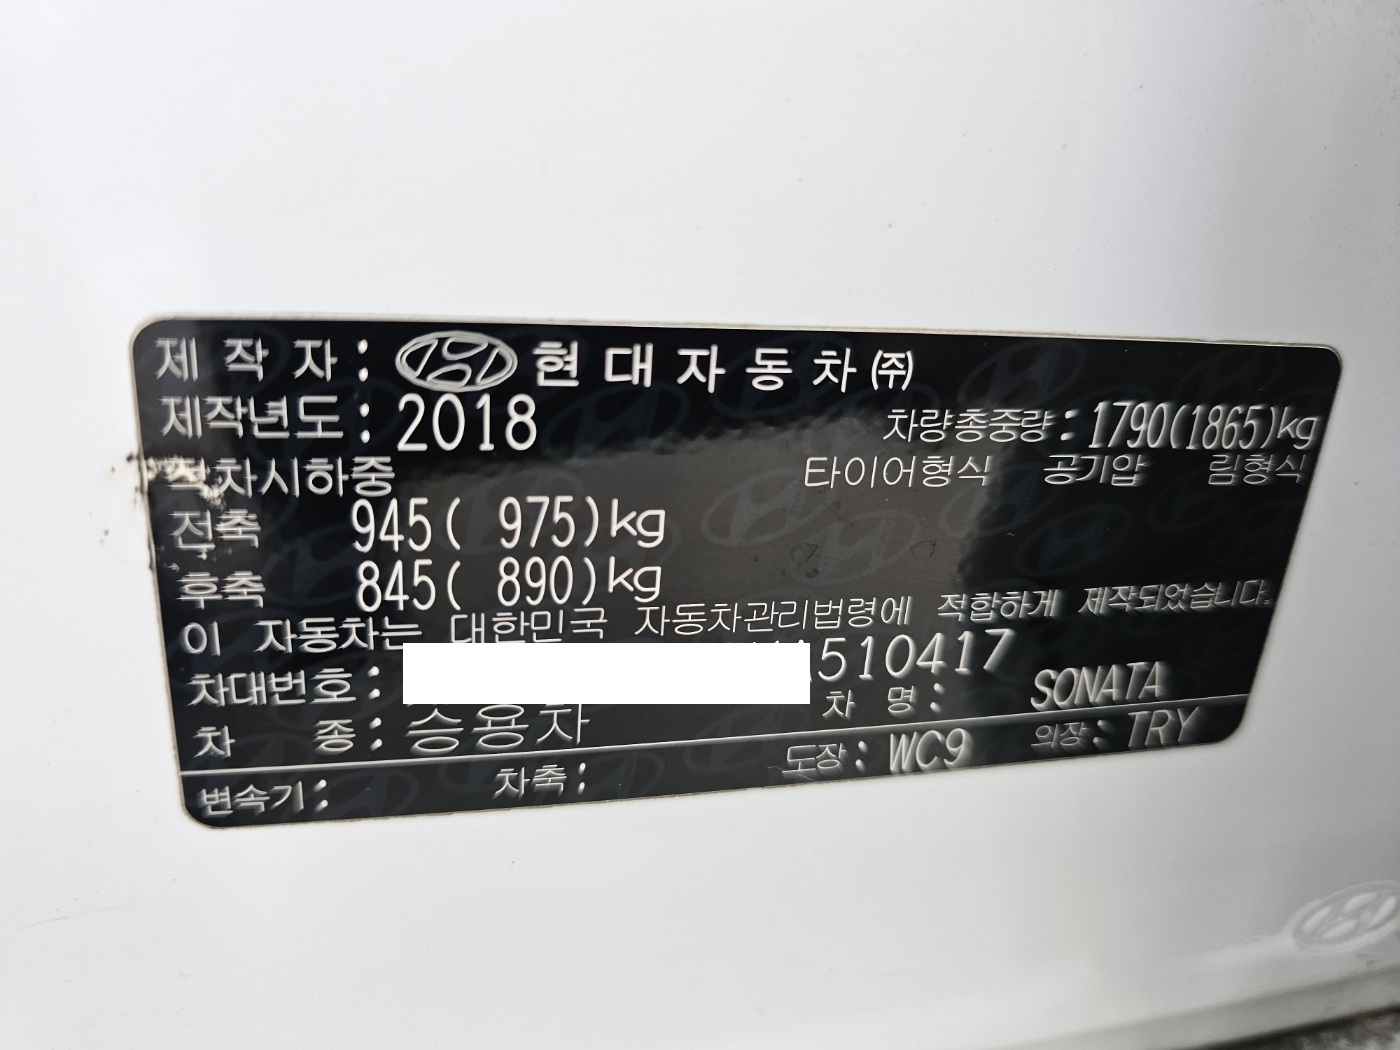 제 작 자 : 현대자동차㈜
제작년도 : 2018
차량총중량 : 1790(1865)kg
적차시하중 타이어형식 공기압 림형식
전축 945( 975)kg
후축 845( 890)kg
이 자동차는 대한민국 자동차관리법령에 적합하게 제작되었습니다.
차대번호 : A510417
차 종 : 승용차 차 명 : SONATA
변속기 : 차축 : 도장 : WC9 의장 : TRY